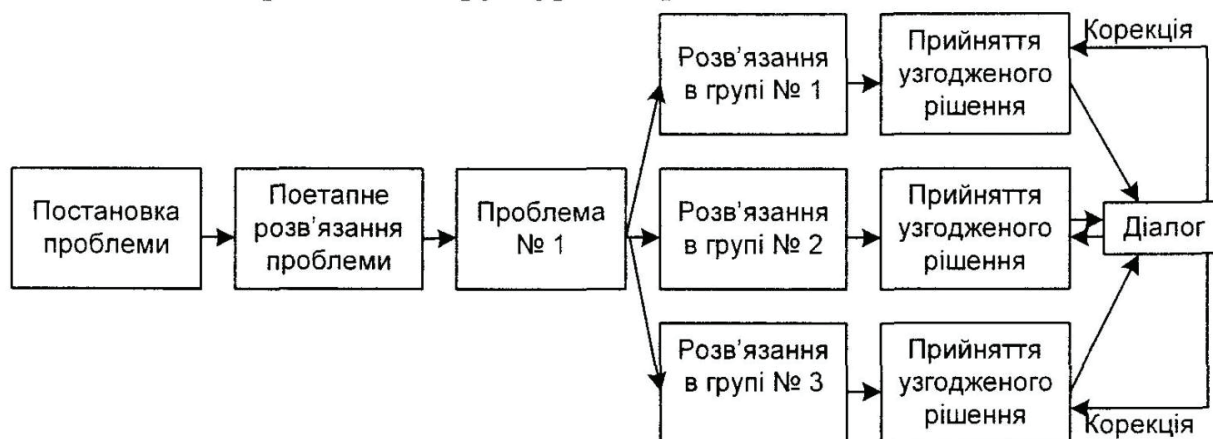 Постановка
проблеми
Поетапне
розв'язання
проблеми
Проблема
№ 1
Розв'язання
в групі № 1
Прийняття
узгодженого
рішення
Корекція
Розв'язання
в групі № 2
Прийняття
узгодженого
рішення
Діалог
Розв'язання
в групі № 3
Прийняття
узгодженого
рішення
Корекція